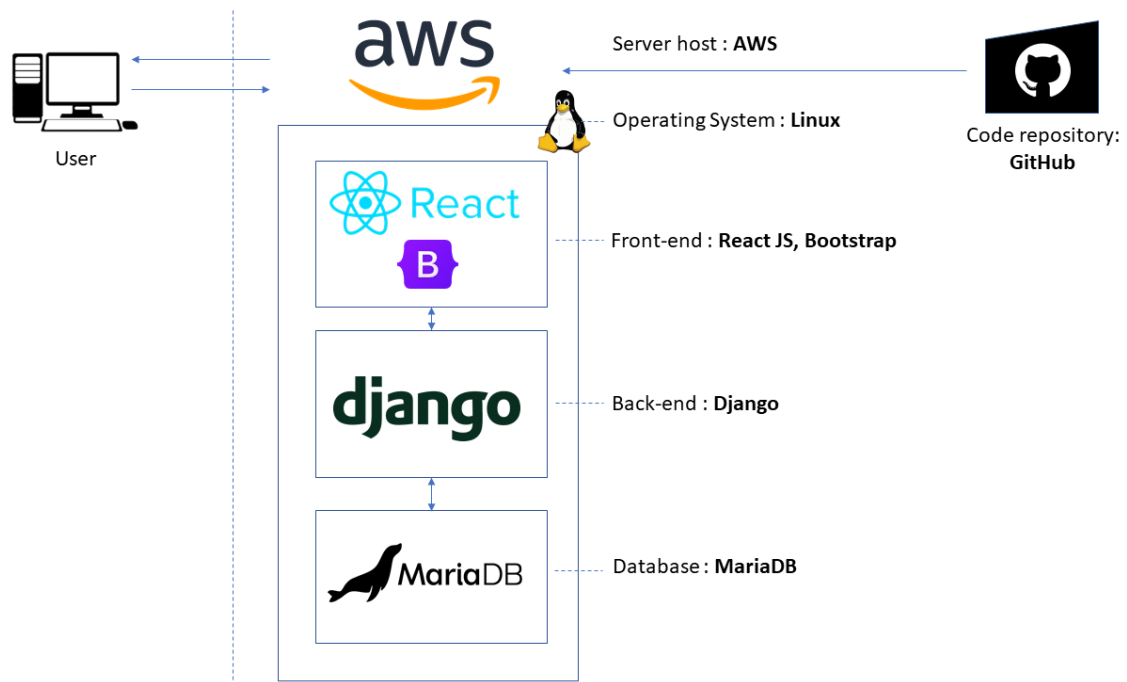 aws
Server host : AWS
Operating System : Linux
Code repository:
GitHub
User
React
B
Front-end : React JS, Bootstrap
django
Back-end : Django
MariaDB
Database : MariaDB